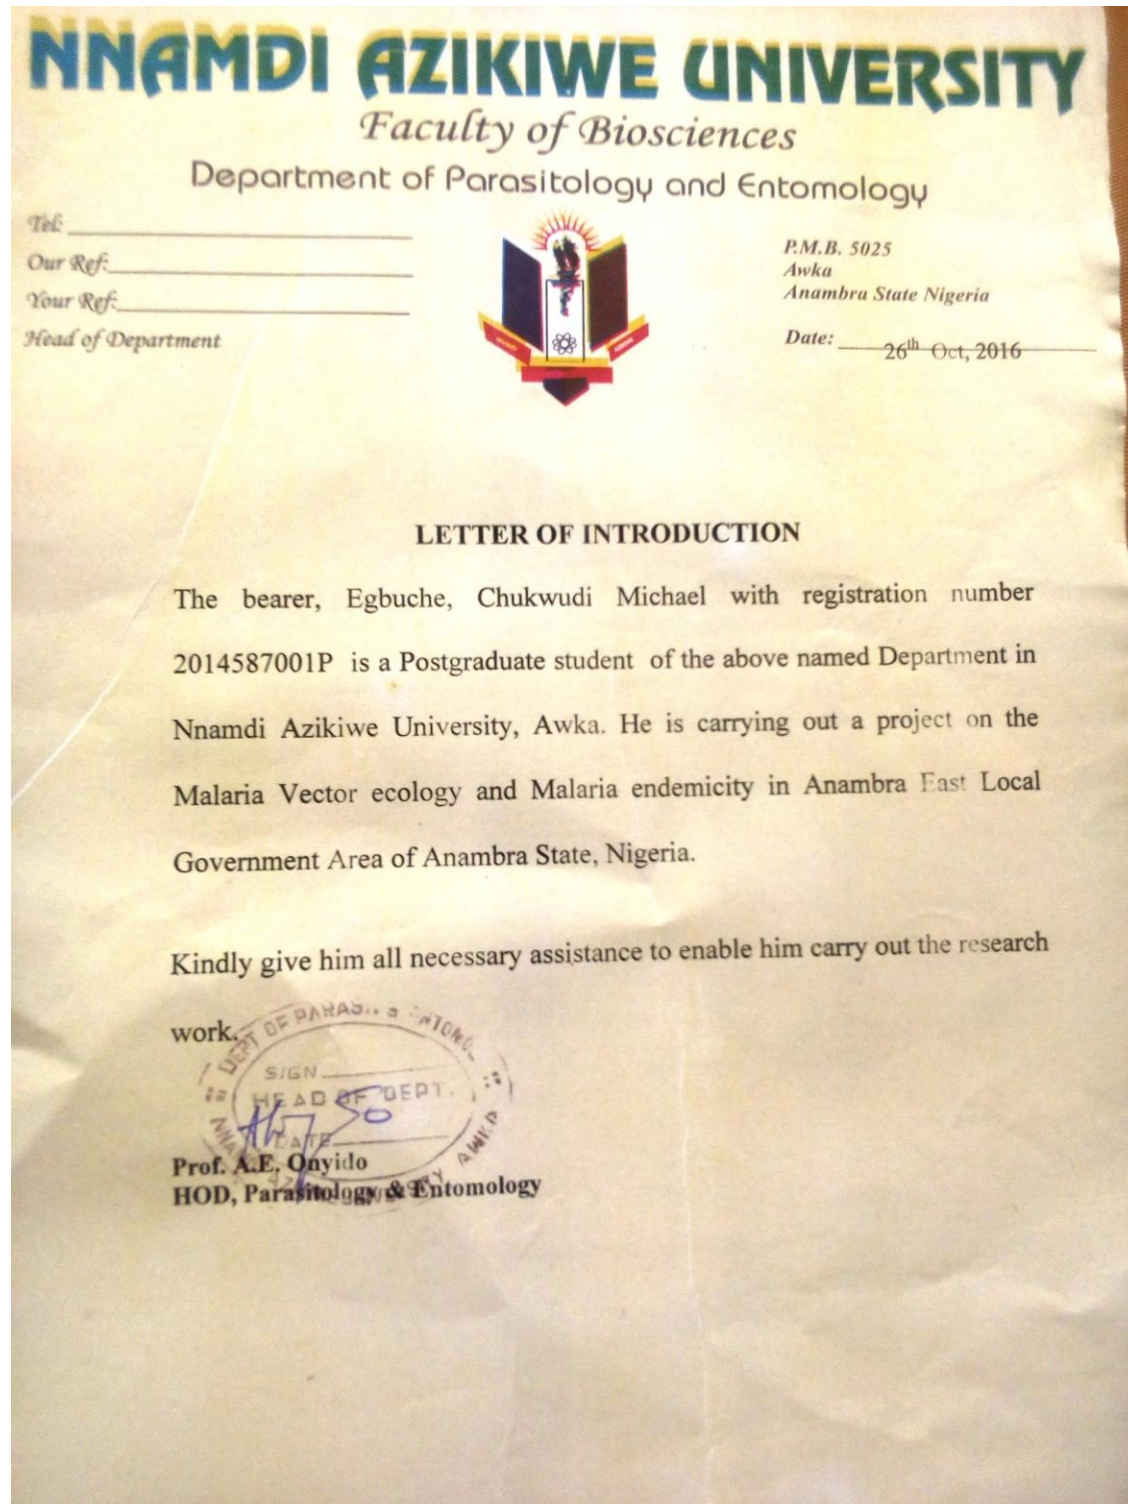 NNAMDI AZIKIWE UNIVERSITY
Faculty of Biosciences
Department of Parasitology and Entomology
Tel:
Our Ref:
Your Ref:
Head of Department
P.M.B. 5025
Awka
Anambra State Nigeria
Date: 26th Oct, 2016
LETTER OF INTRODUCTION
The bearer, Egbuche, Chukwudi Michael with registration number
2014587001P is a Postgraduate student of the above named Department in
Nnamdi Azikiwe University, Awka. He is carrying out a project on the
Malaria Vector ecology and Malaria endemicity in Anambra East Local
Government Area of Anambra State, Nigeria.
Kindly give him all necessary assistance to enable him carry out the research
work.
DEPT OF PARASIT & ENTOMOL
SIGN
HEAD OF DEPT.
DATE
AWKA
Prof. A.E. Onyido
HOD, Parasitology & Entomology